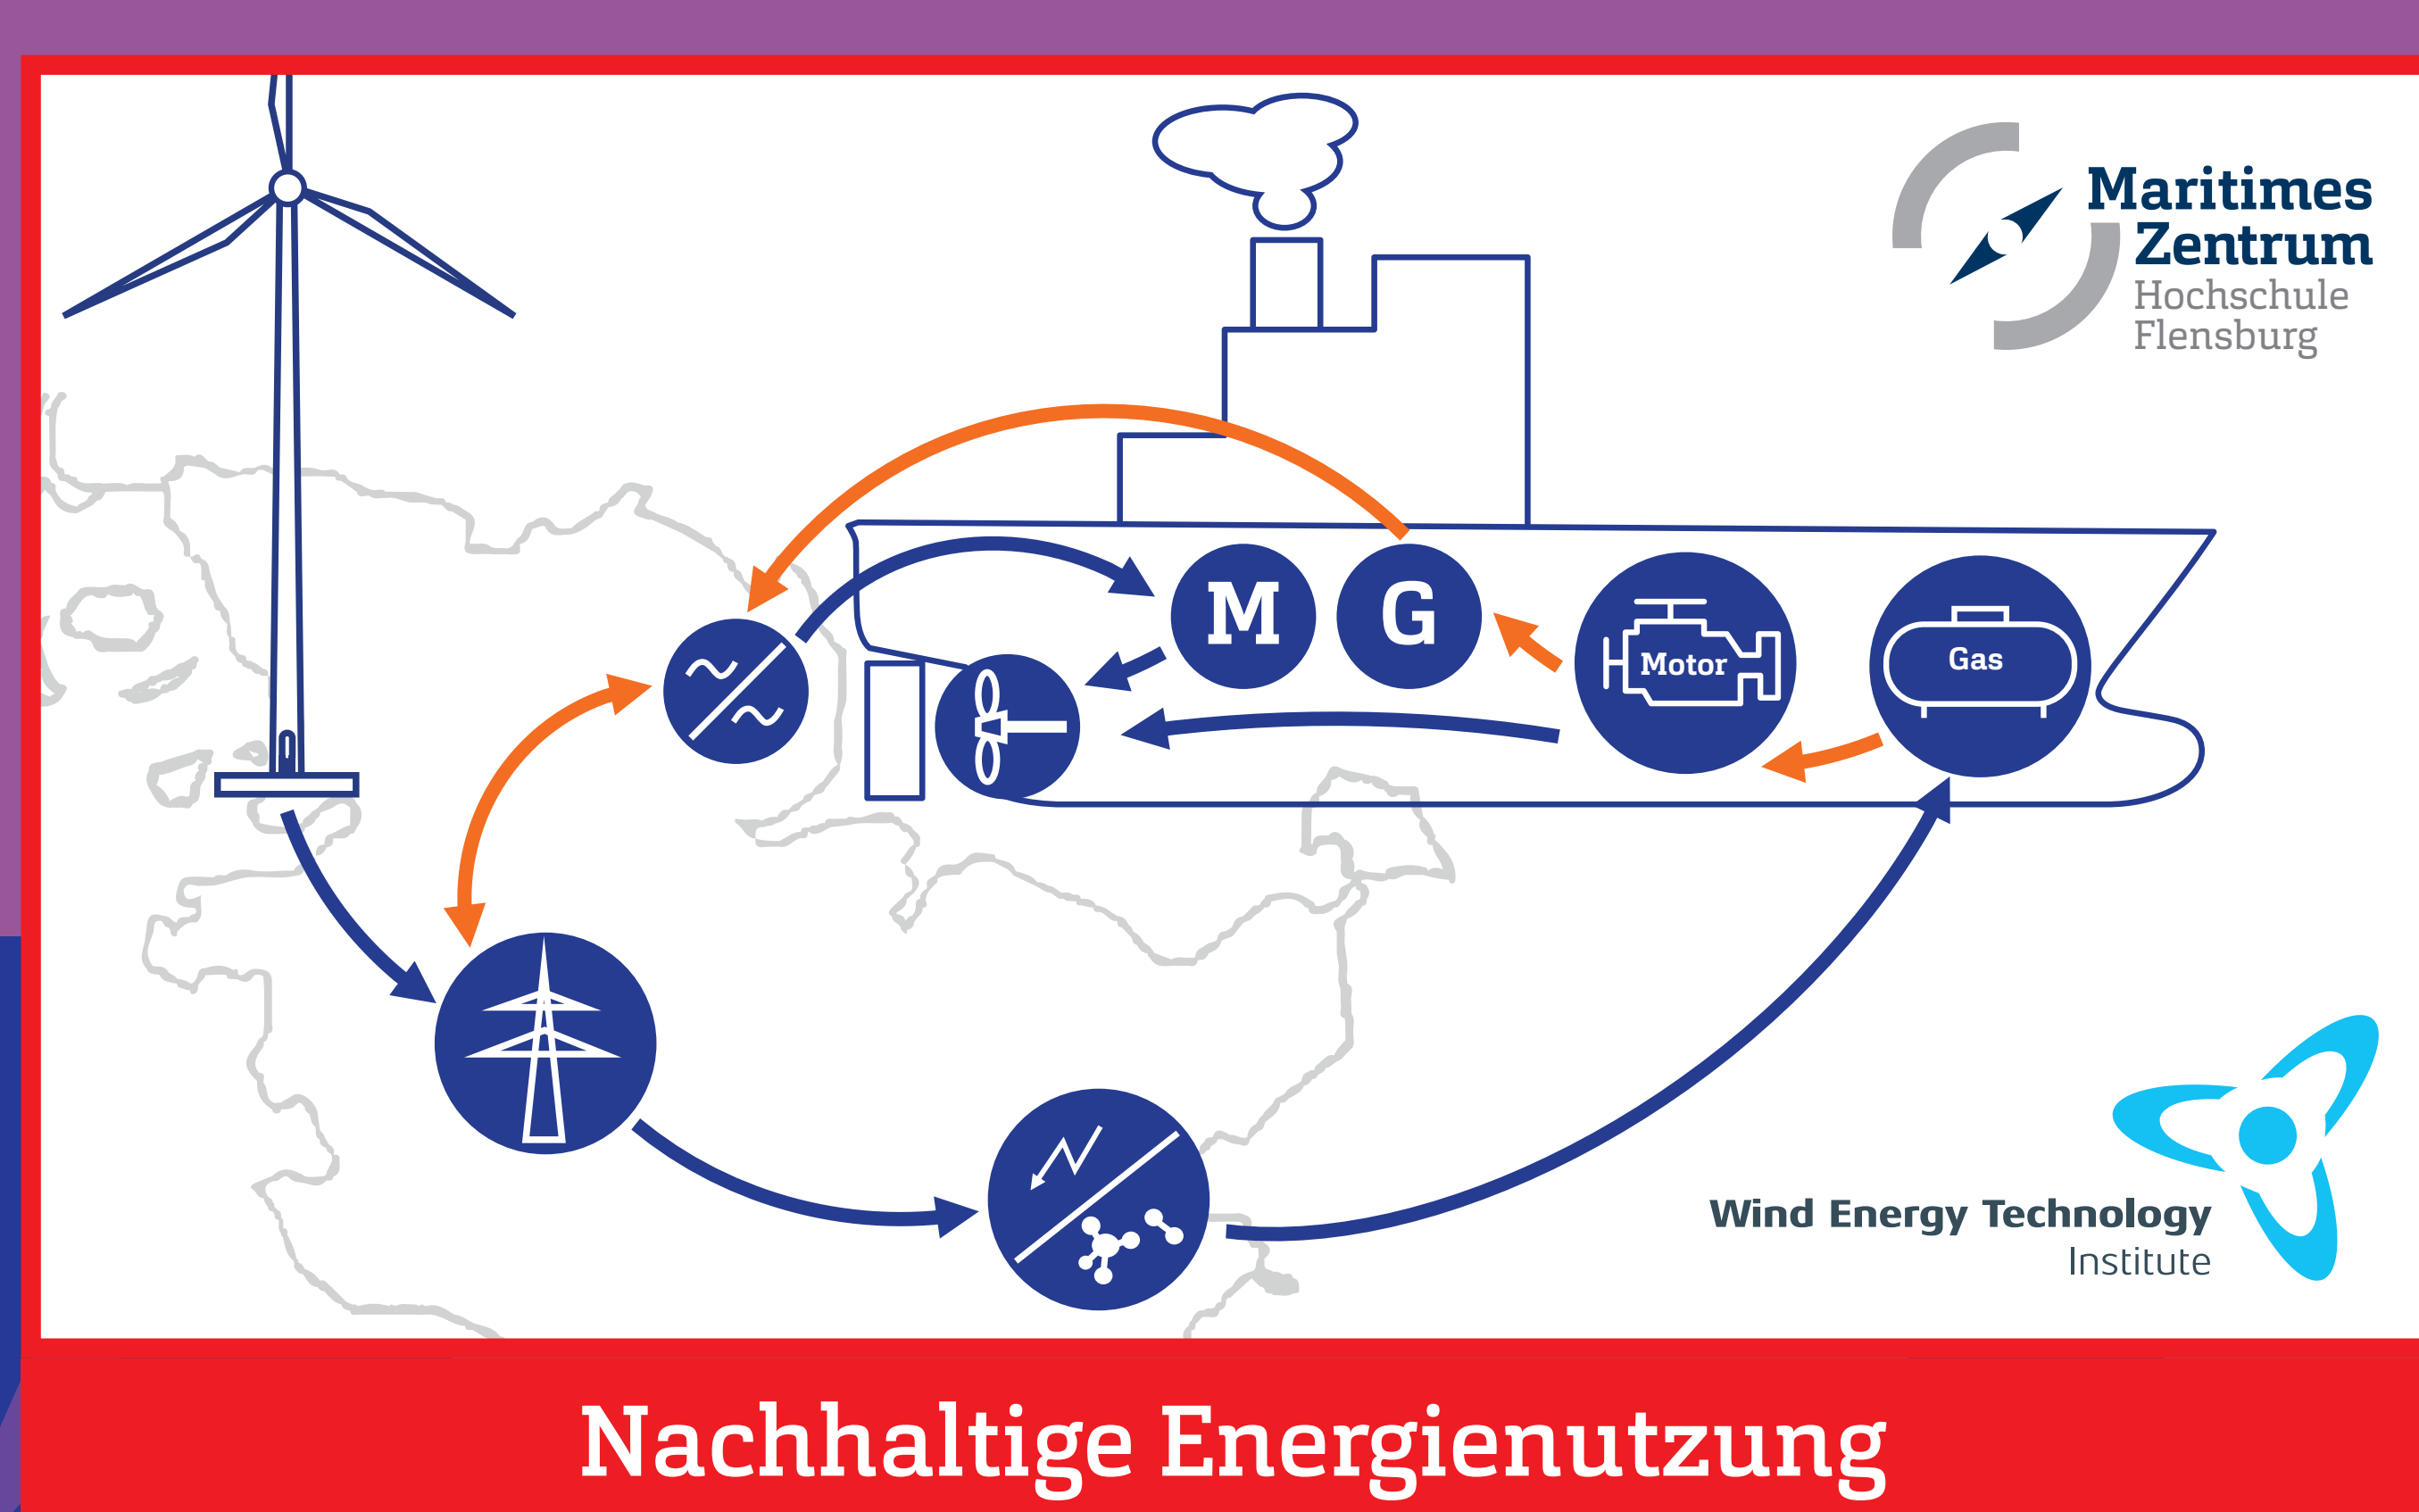 Maritimes
Zentrum
Hochschule
Flensburg
M
G
Motor
Gas
Wind Energy Technology
Institute
Nachhaltige Energienutzung